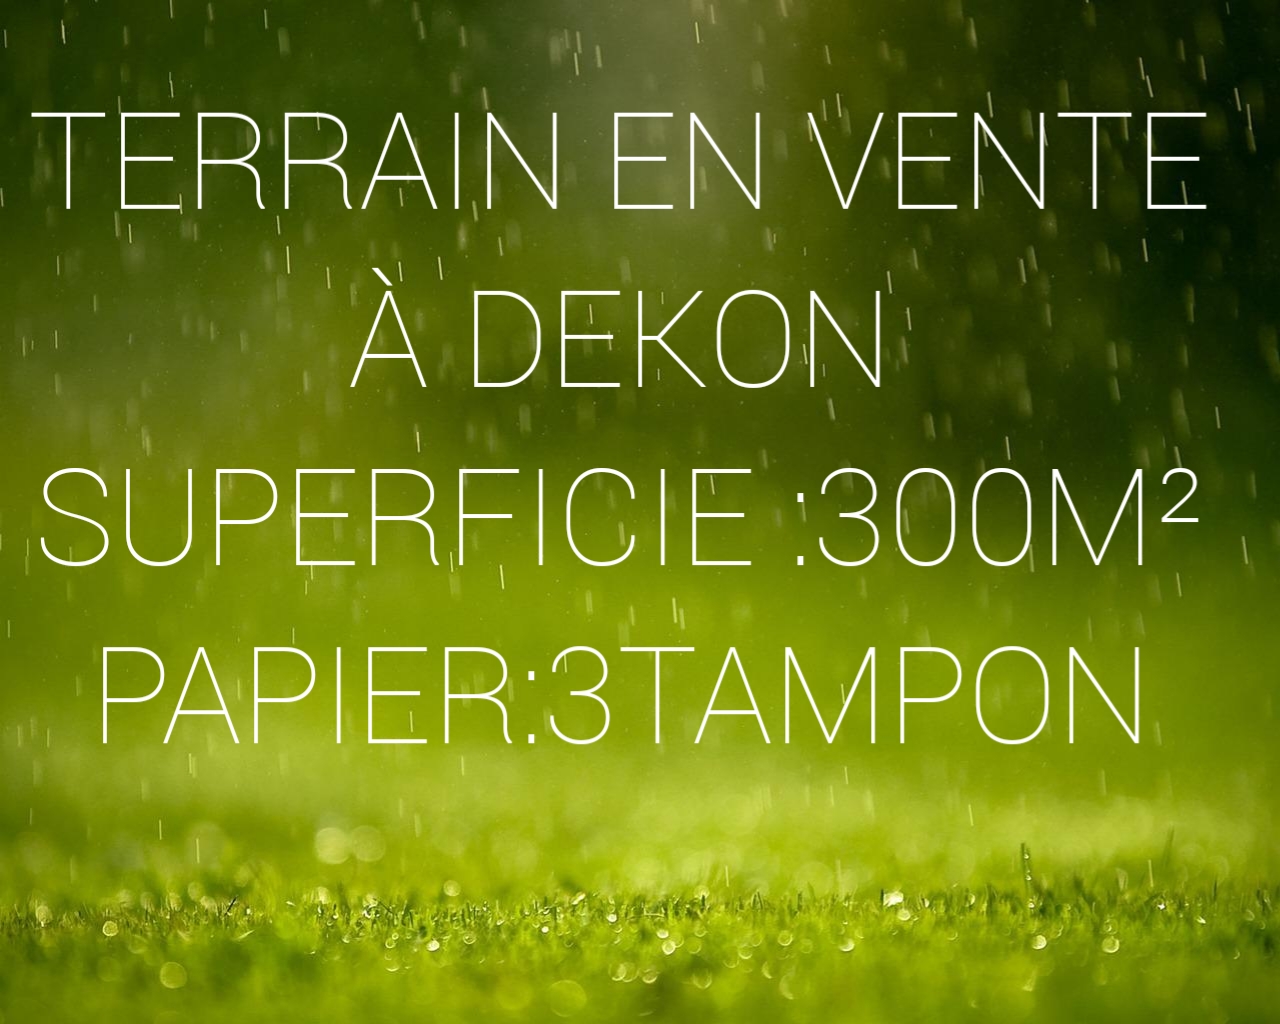 TERRAIN EN VENTE
À DEKON
SUPERFICIE :300M²
PAPIER:3TAMPON